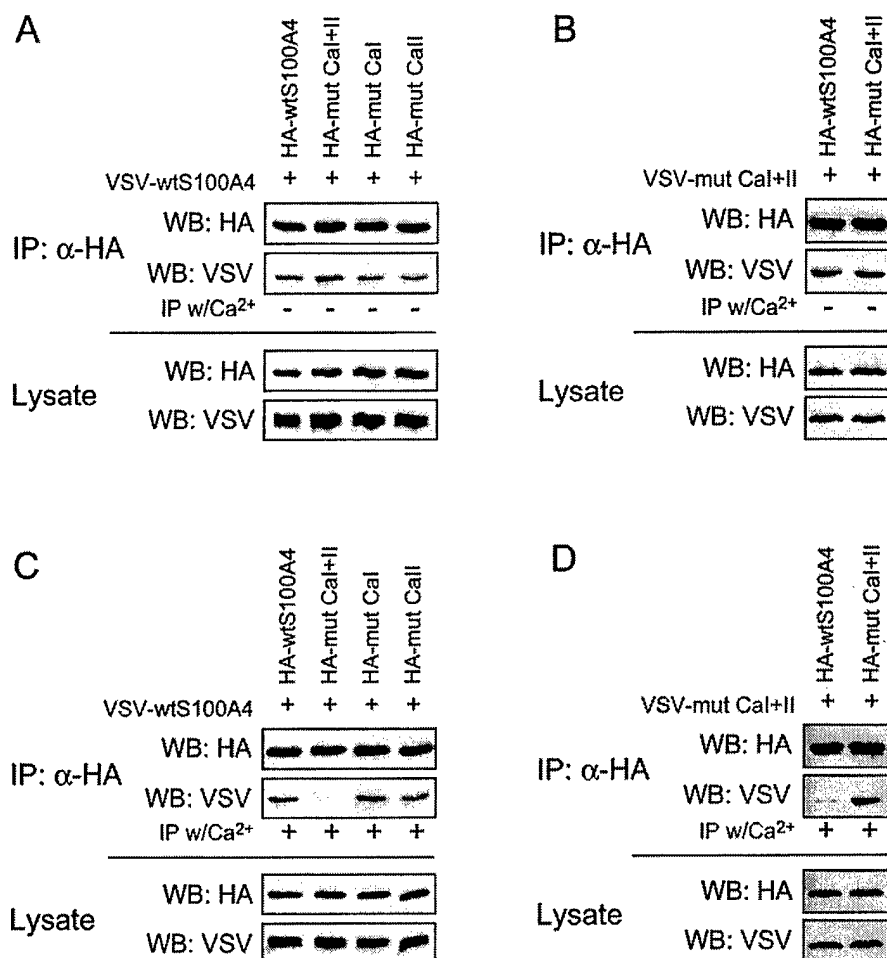 A
HA-wtS100A4
HA-mut CaI+II
HA-mut CaI
HA-mut CaII
VSV-wtS100A4 + + + +
IP: α-HA
WB: HA
WB: VSV
IP w/Ca2+ - - - -
Lysate
WB: HA
WB: VSV
B
HA-wtS100A4
HA-mut CaI+II
VSV-mut CaI+II + +
IP: α-HA
WB: HA
WB: VSV
IP w/Ca2+ - -
Lysate
WB: HA
WB: VSV
C
HA-wtS100A4
HA-mut CaI+II
HA-mut CaI
HA-mut CaII
VSV-wtS100A4 + + + +
IP: α-HA
WB: HA
WB: VSV
IP w/Ca2+ + + + +
Lysate
WB: HA
WB: VSV
D
HA-wtS100A4
HA-mut CaI+II
VSV-mut CaI+II + +
IP: α-HA
WB: HA
WB: VSV
IP w/Ca2+ + +
Lysate
WB: HA
WB: VSV